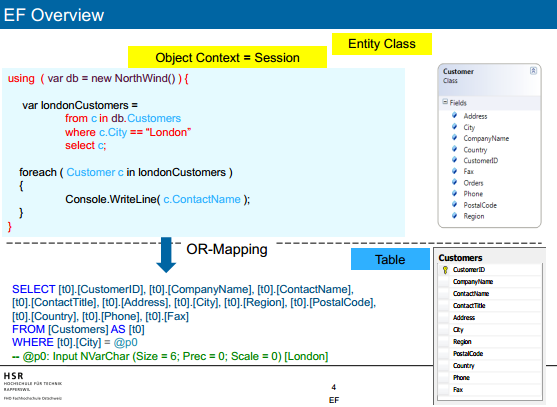 EF Overview
Entity Class
Object Context = Session
using ( var db = new NorthWind() ) {
var londonCustomers =
from c in db.Customers
where c.City == “London”
select c;
foreach ( Customer c in londonCustomers )
{
Console.WriteLine( c.ContactName );
}
}
Customer
Class
Fields
Address
City
CompanyName
Country
CustomerID
Fax
Orders
Phone
PostalCode
Region
OR-Mapping
Table
SELECT [t0].[CustomerID], [t0].[CompanyName], [t0].[ContactName],
[t0].[ContactTitle], [t0].[Address], [t0].[City], [t0].[Region], [t0].[PostalCode],
[t0].[Country], [t0].[Phone], [t0].[Fax]
FROM [Customers] AS [t0]
WHERE [t0].[City] = @p0
-- @p0: Input NVarChar (Size = 6; Prec = 0; Scale = 0) [London]
Customers
CustomerID
CompanyName
ContactName
ContactTitle
Address
City
Region
PostalCode
Country
Phone
Fax
HSR
HOCHSCHULE FÜR TECHNIK
RAPPERSWIL
FHO Fachhochschule Ostschweiz
4
EF